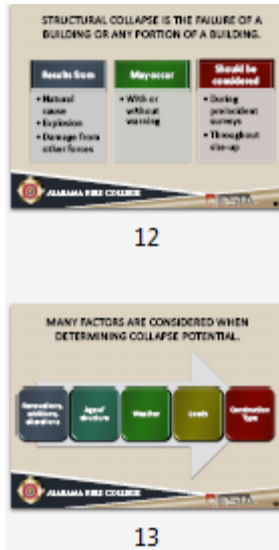 STRUCTURAL COLLAPSE IS THE FAILURE OF A
BUILDING OR ANY PORTION OF A BUILDING.
Results from
• Natural
cause
• Explosion
• Damage from
other forces
May occur
• With or
without
warning
Should be
considered
• During
preincident
surveys
• Throughout
size-up
ALABAMA FIRE COLLEGE
12
MANY FACTORS ARE CONSIDERED WHEN
DETERMINING COLLAPSE POTENTIAL.
Renovations,
additions,
alterations
Age of
structure
Weather
Loads
Construction
Type
ALABAMA FIRE COLLEGE
13